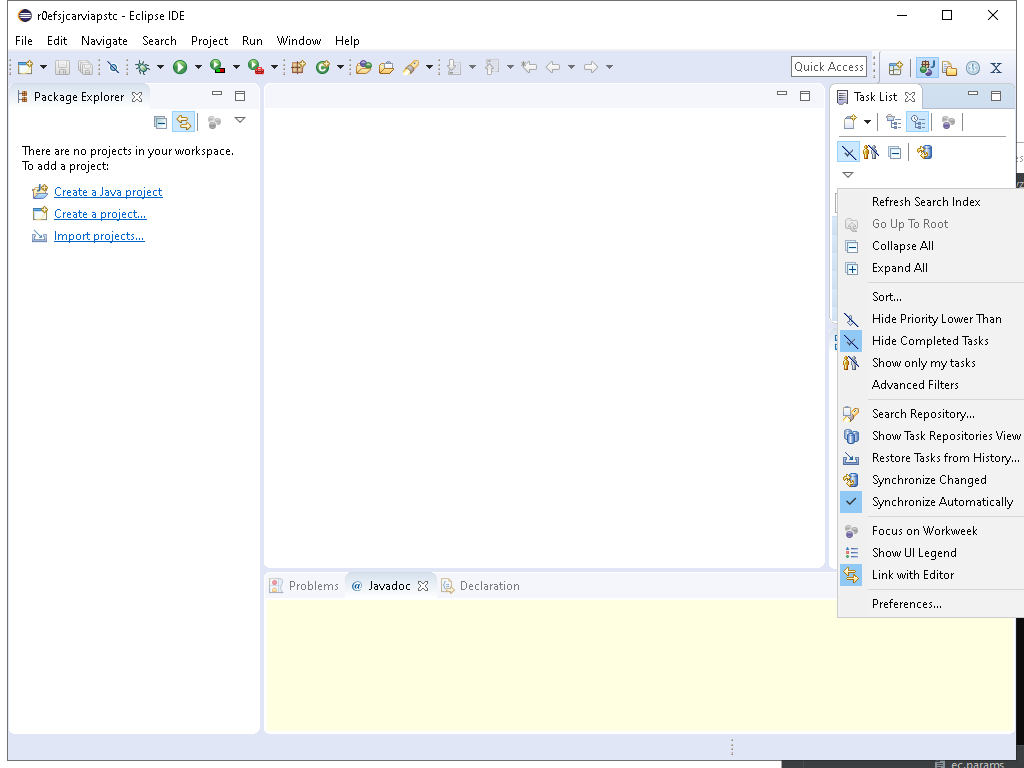 r0efsjcarviapstc - Eclipse IDE
File Edit Navigate Search Project Run Window Help
Quick Access
Package Explorer
Task List
There are no projects in your workspace.
To add a project:
Create a Java project
Create a project...
Import projects...
Refresh Search Index
Go Up To Root
Collapse All
Expand All
Sort...
Hide Priority Lower Than
Hide Completed Tasks
Show only my tasks
Advanced Filters
Search Repository...
Show Task Repositories View
Restore Tasks from History...
Synchronize Changed
Synchronize Automatically
Focus on Workweek
Show UI Legend
Link with Editor
Preferences...
Problems @ Javadoc Declaration
ec.params